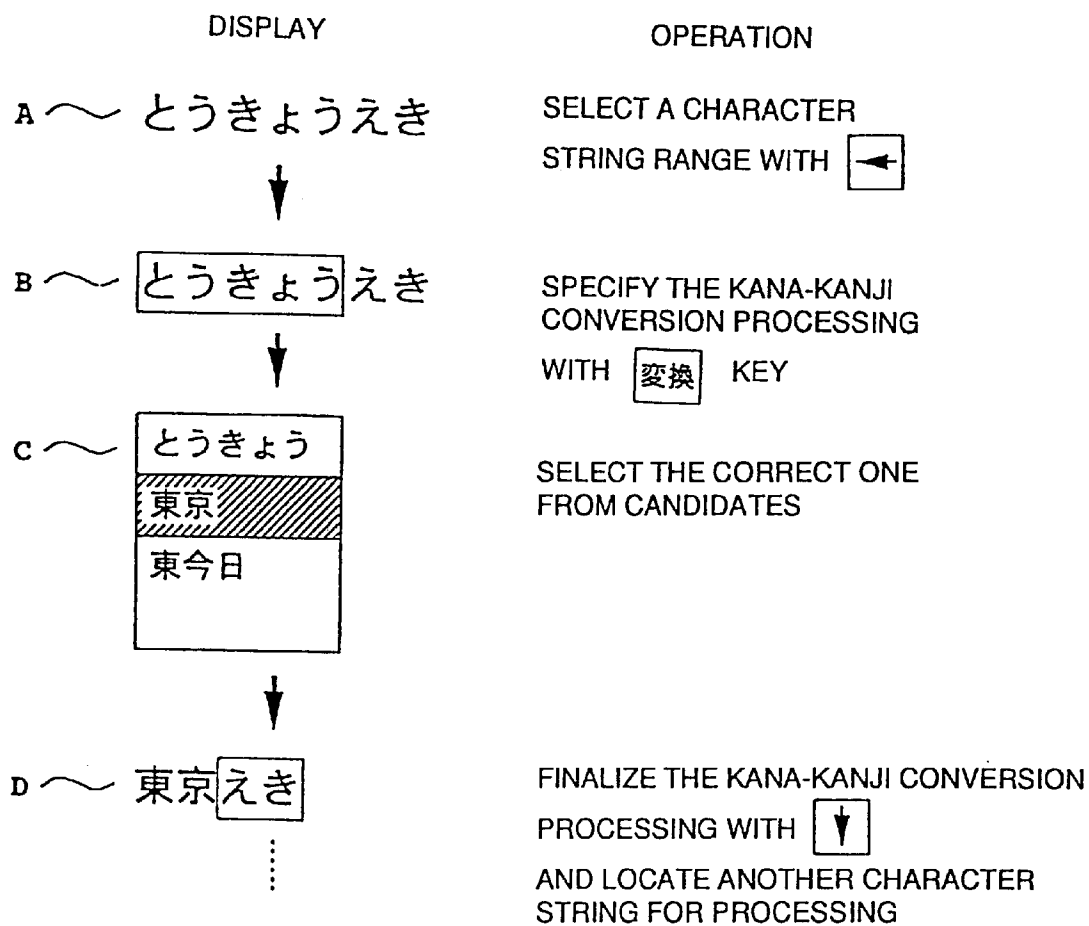 DISPLAY
OPERATION
A とうきょうえき
SELECT A CHARACTER
STRING RANGE WITH ←
B とうきょうえき
SPECIFY THE KANA-KANJI
CONVERSION PROCESSING
WITH 変換 KEY
C とうきょう
東京
東今日
SELECT THE CORRECT ONE
FROM CANDIDATES
D 東京えき
FINALIZE THE KANA-KANJI CONVERSION
PROCESSING WITH ↓
AND LOCATE ANOTHER CHARACTER
STRING FOR PROCESSING